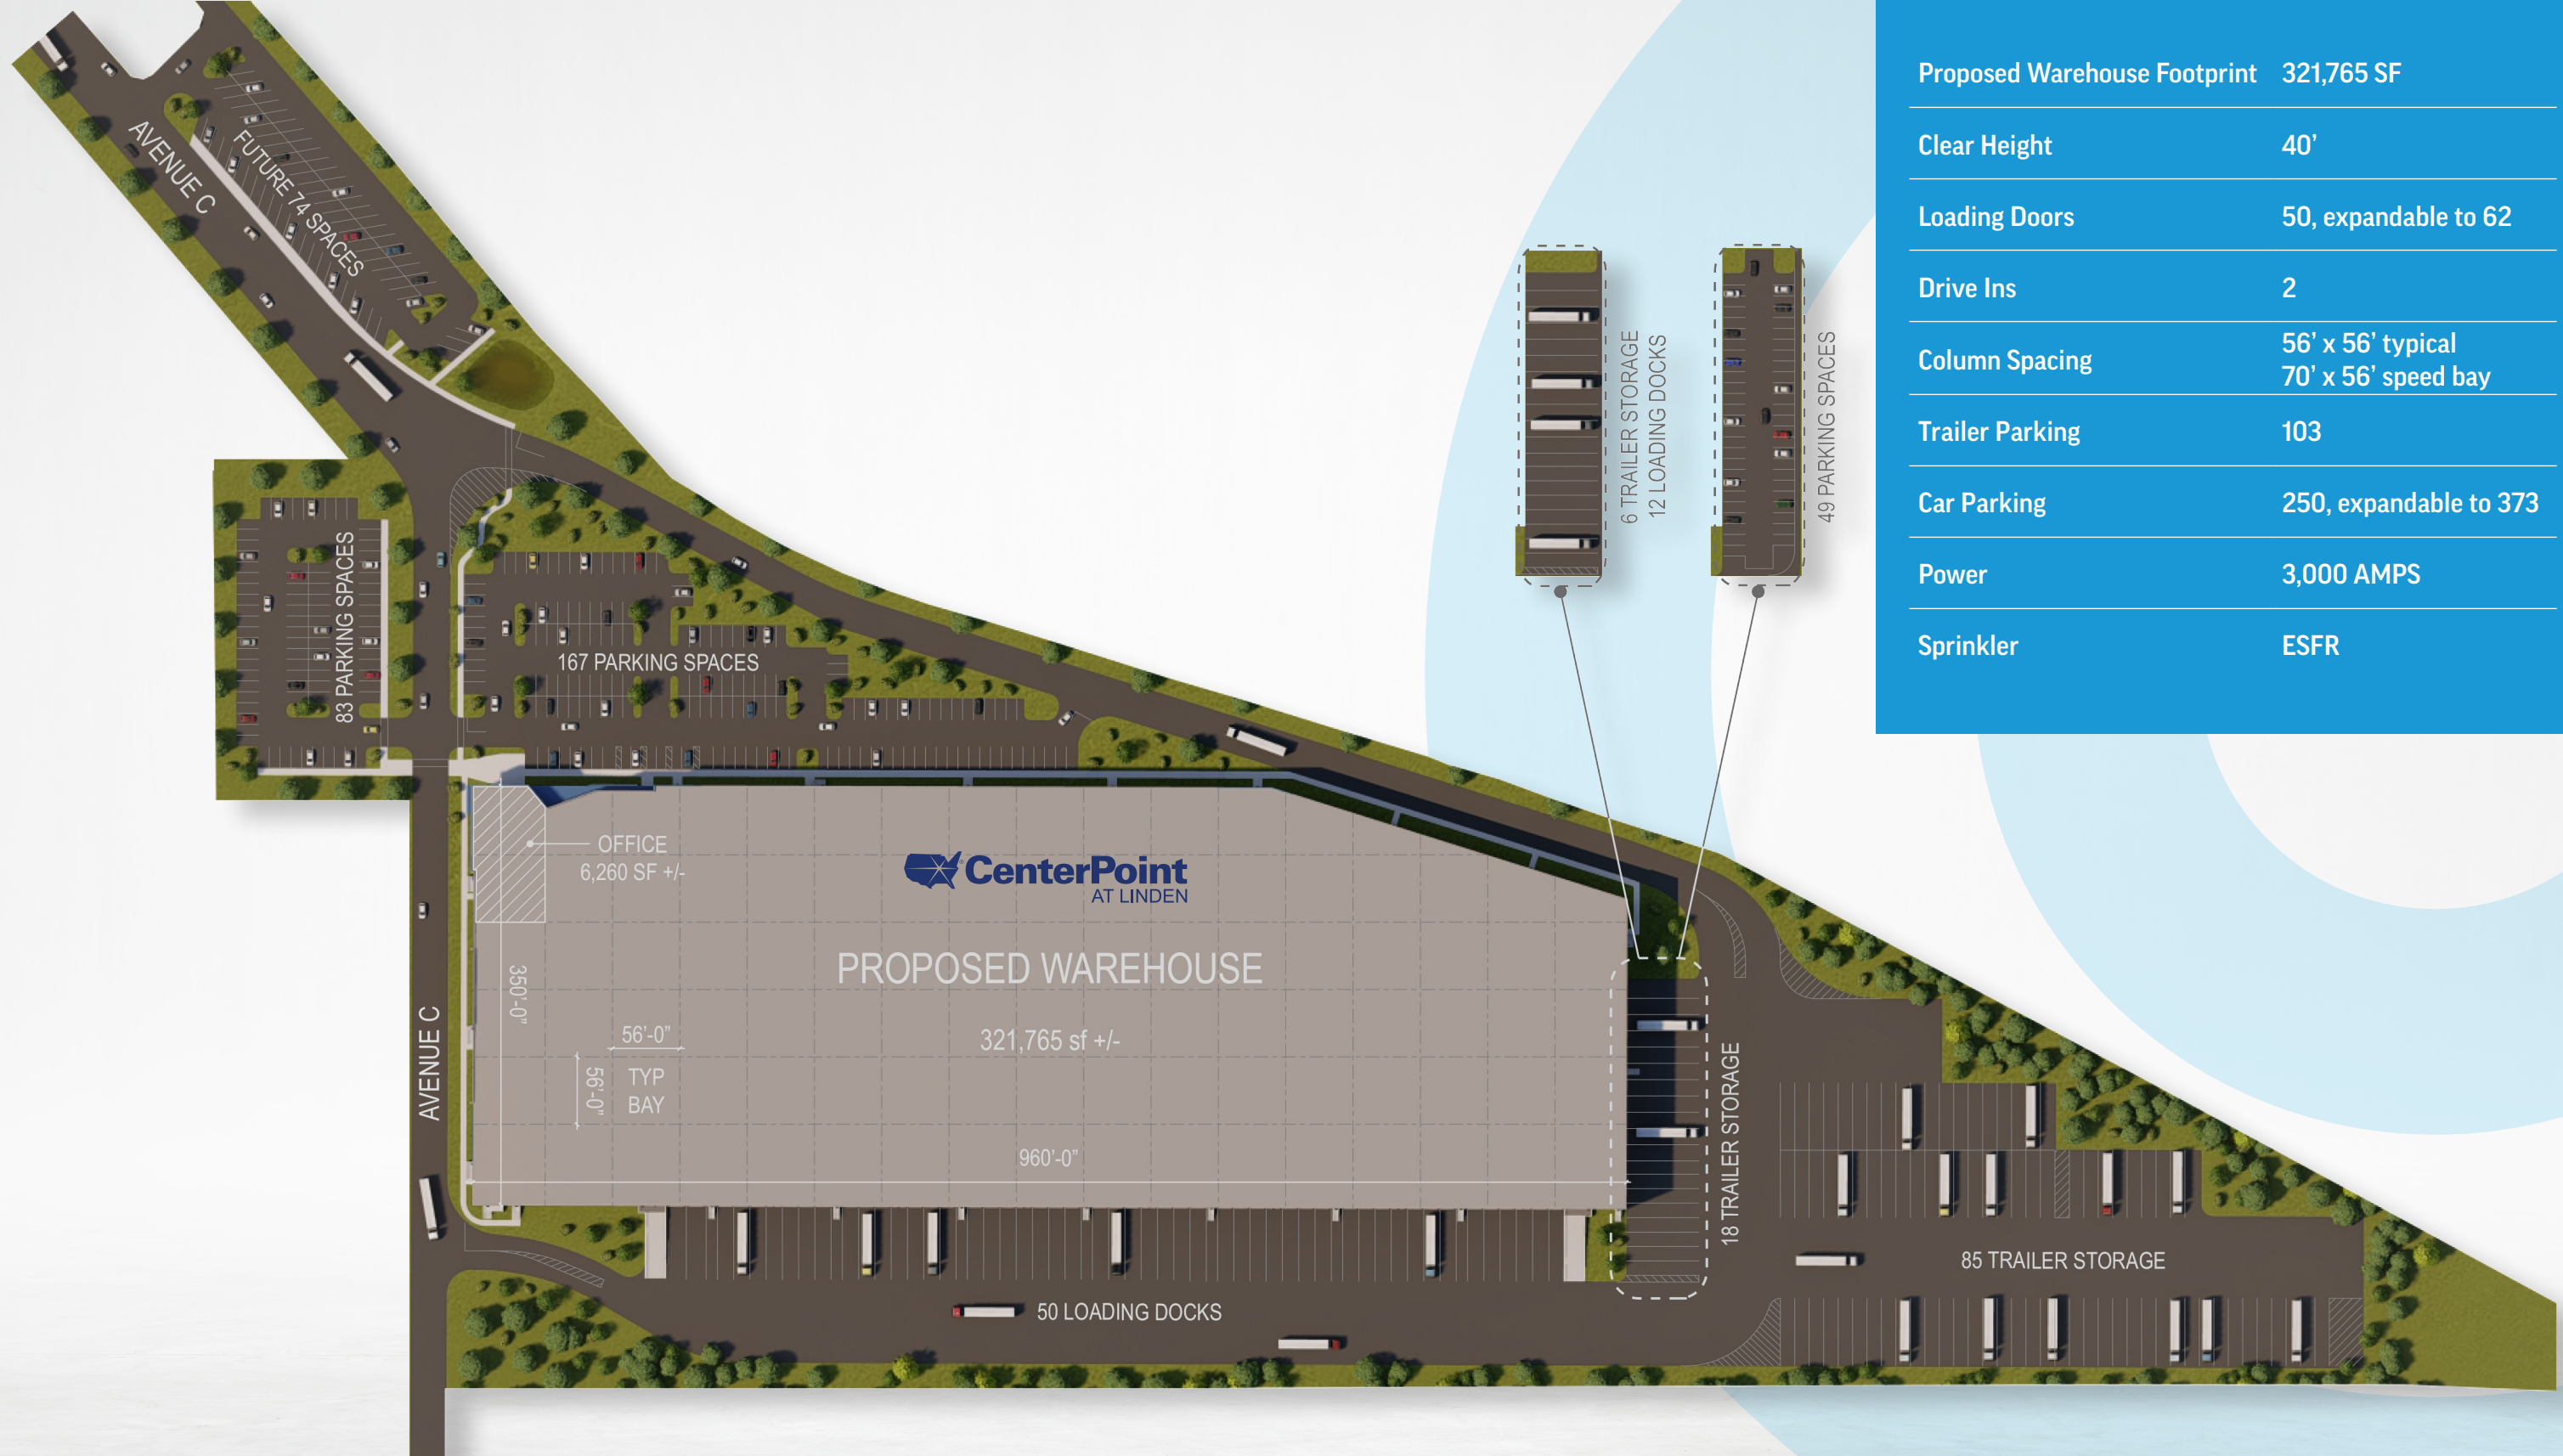 Proposed Warehouse Footprint 321,765 SF
Clear Height 40’
Loading Doors 50, expandable to 62
Drive Ins 2
Column Spacing 56’ x 56’ typical
70’ x 56’ speed bay
Trailer Parking 103
Car Parking 250, expandable to 373
Power 3,000 AMPS
Sprinkler ESFR
AVENUE C
FUTURE 74 SPACES
6 TRAILER STORAGE
12 LOADING DOCKS
49 PARKING SPACES
83 PARKING SPACES
167 PARKING SPACES
OFFICE
6,260 SF +/-
CenterPoint
AT LINDEN
PROPOSED WAREHOUSE
321,765 sf +/-
350'-0"
56'-0"
56'-0"
TYP
BAY
960'-0"
AVENUE C
18 TRAILER STORAGE
85 TRAILER STORAGE
50 LOADING DOCKS